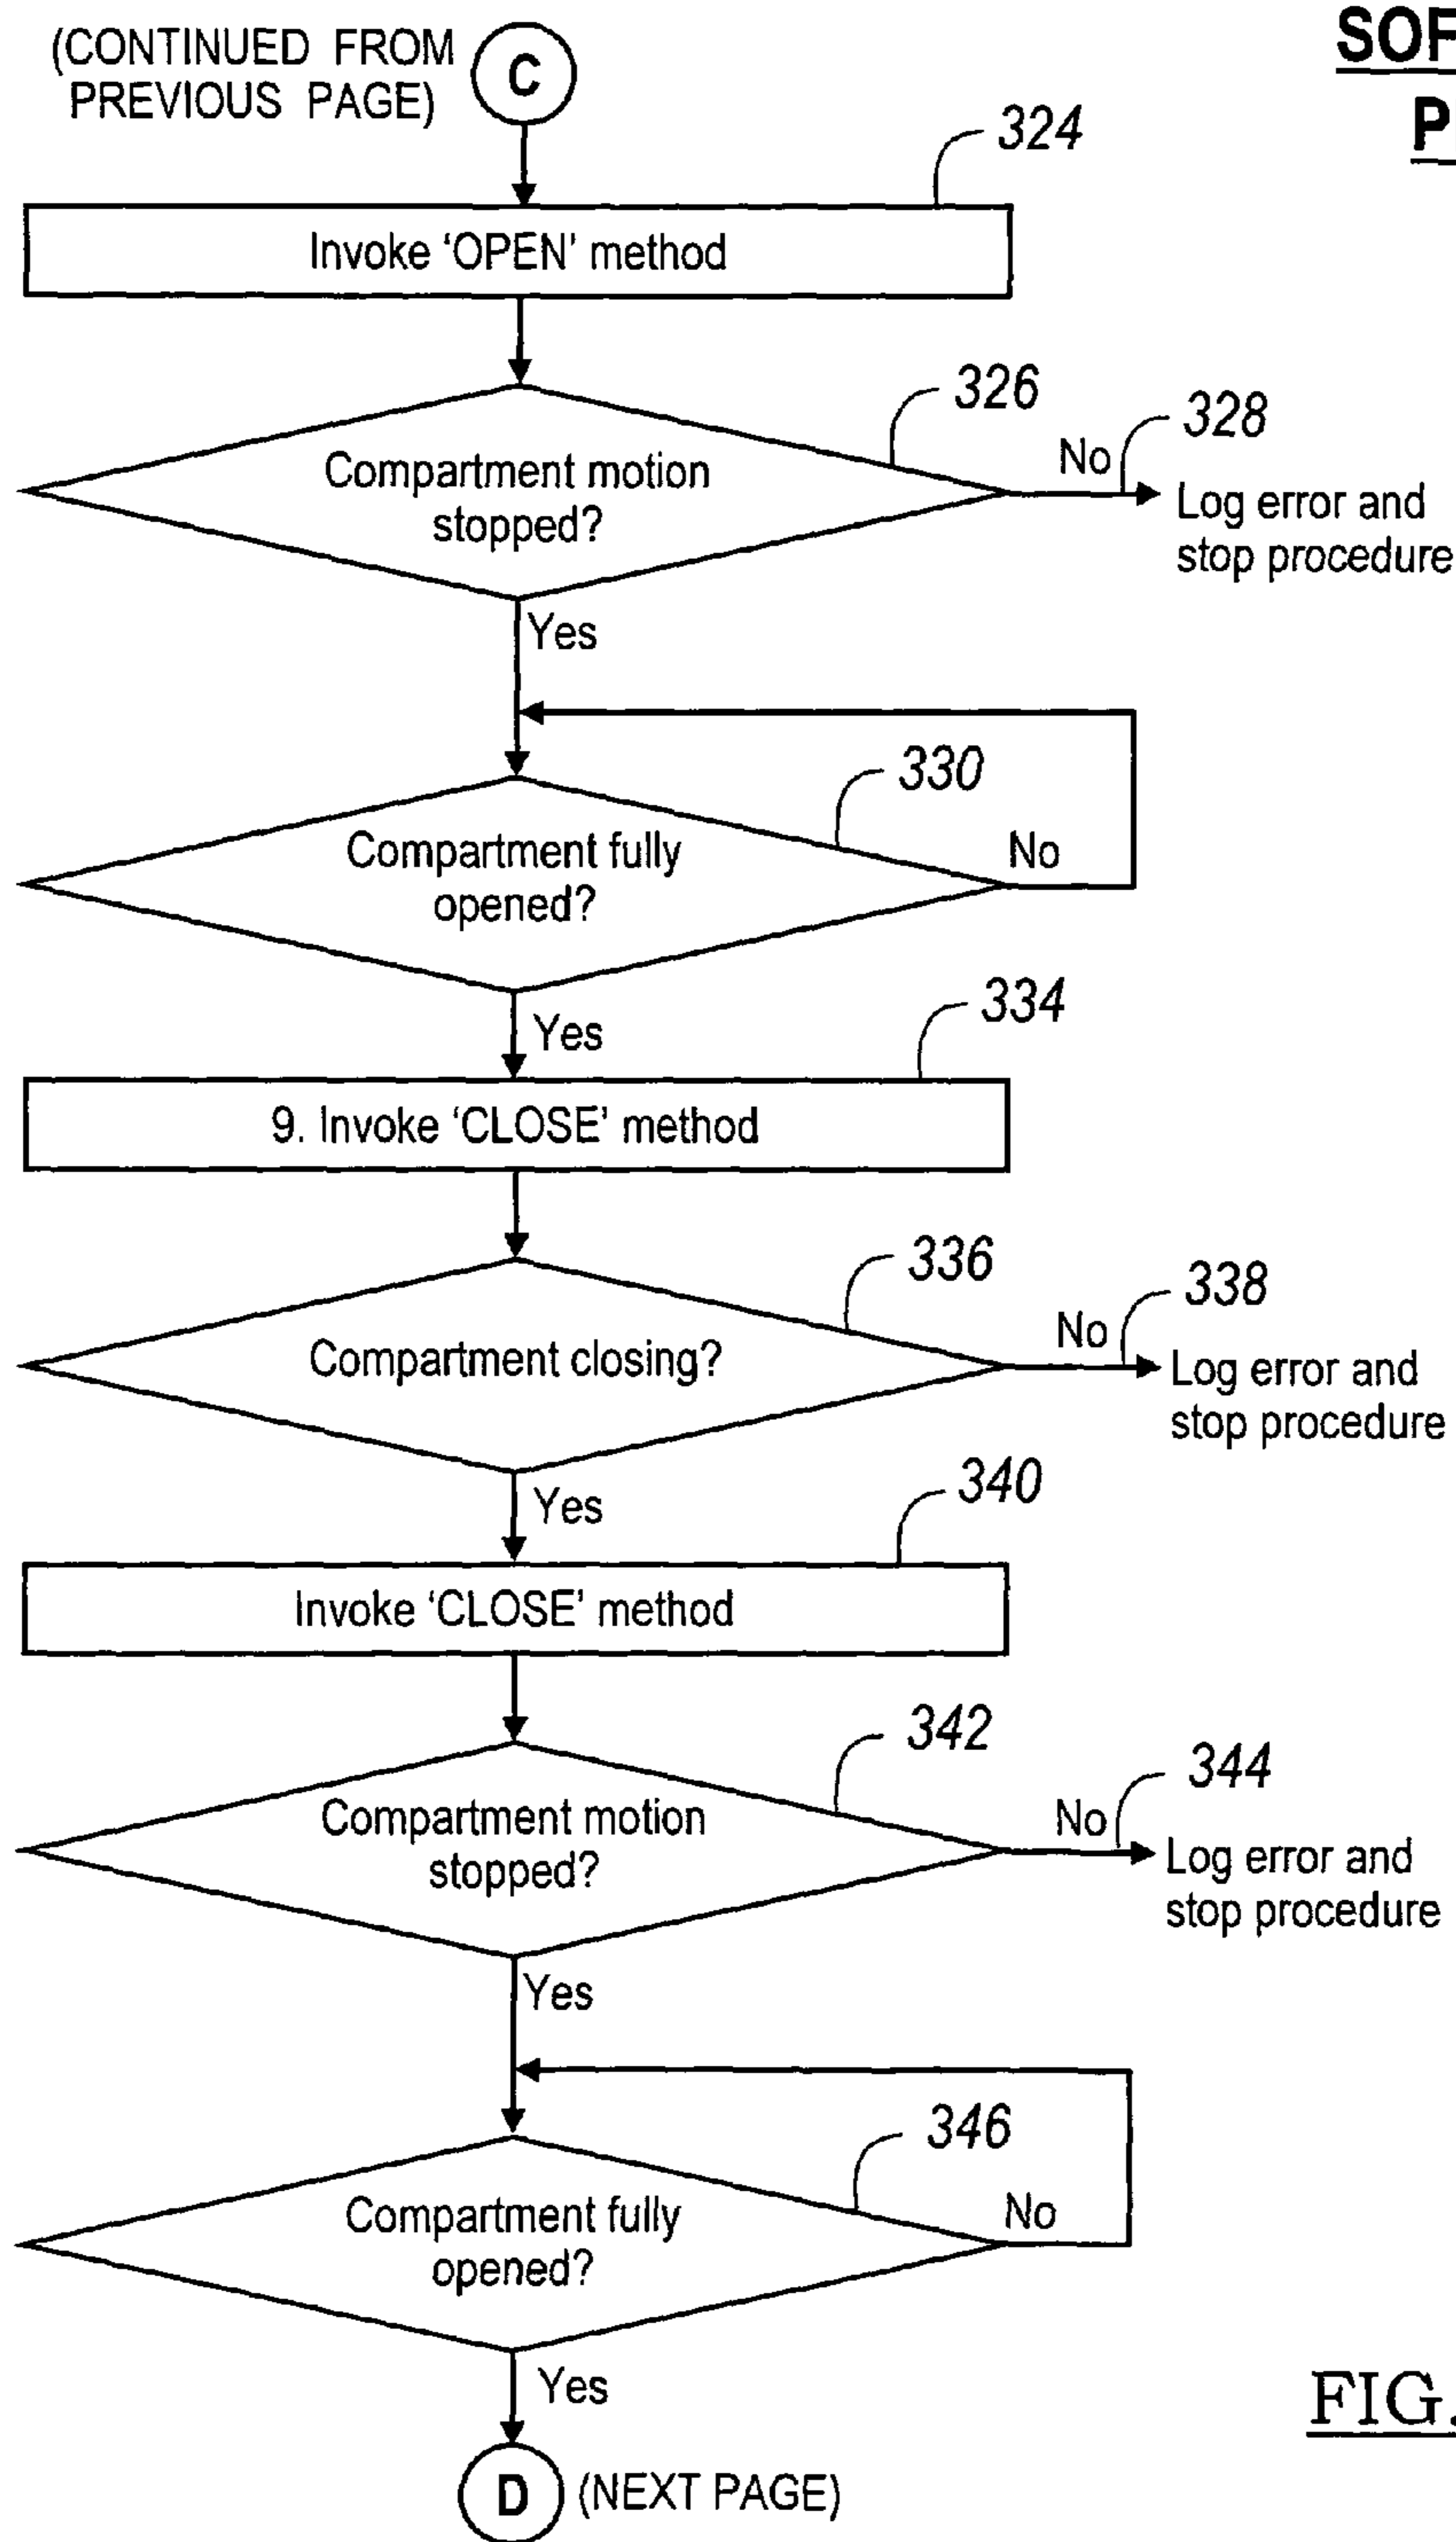 (CONTINUED FROM
PREVIOUS PAGE)
C
SOF
P
324
Invoke ‘OPEN’ method
326
Compartment motion
stopped?
No
328
Log error and
stop procedure
Yes
330
Compartment fully
opened?
No
Yes
334
9. Invoke ‘CLOSE’ method
336
Compartment closing?
No
338
Log error and
stop procedure
Yes
340
Invoke ‘CLOSE’ method
342
Compartment motion
stopped?
No
344
Log error and
stop procedure
Yes
346
Compartment fully
opened?
No
Yes
D
(NEXT PAGE)
FIG.